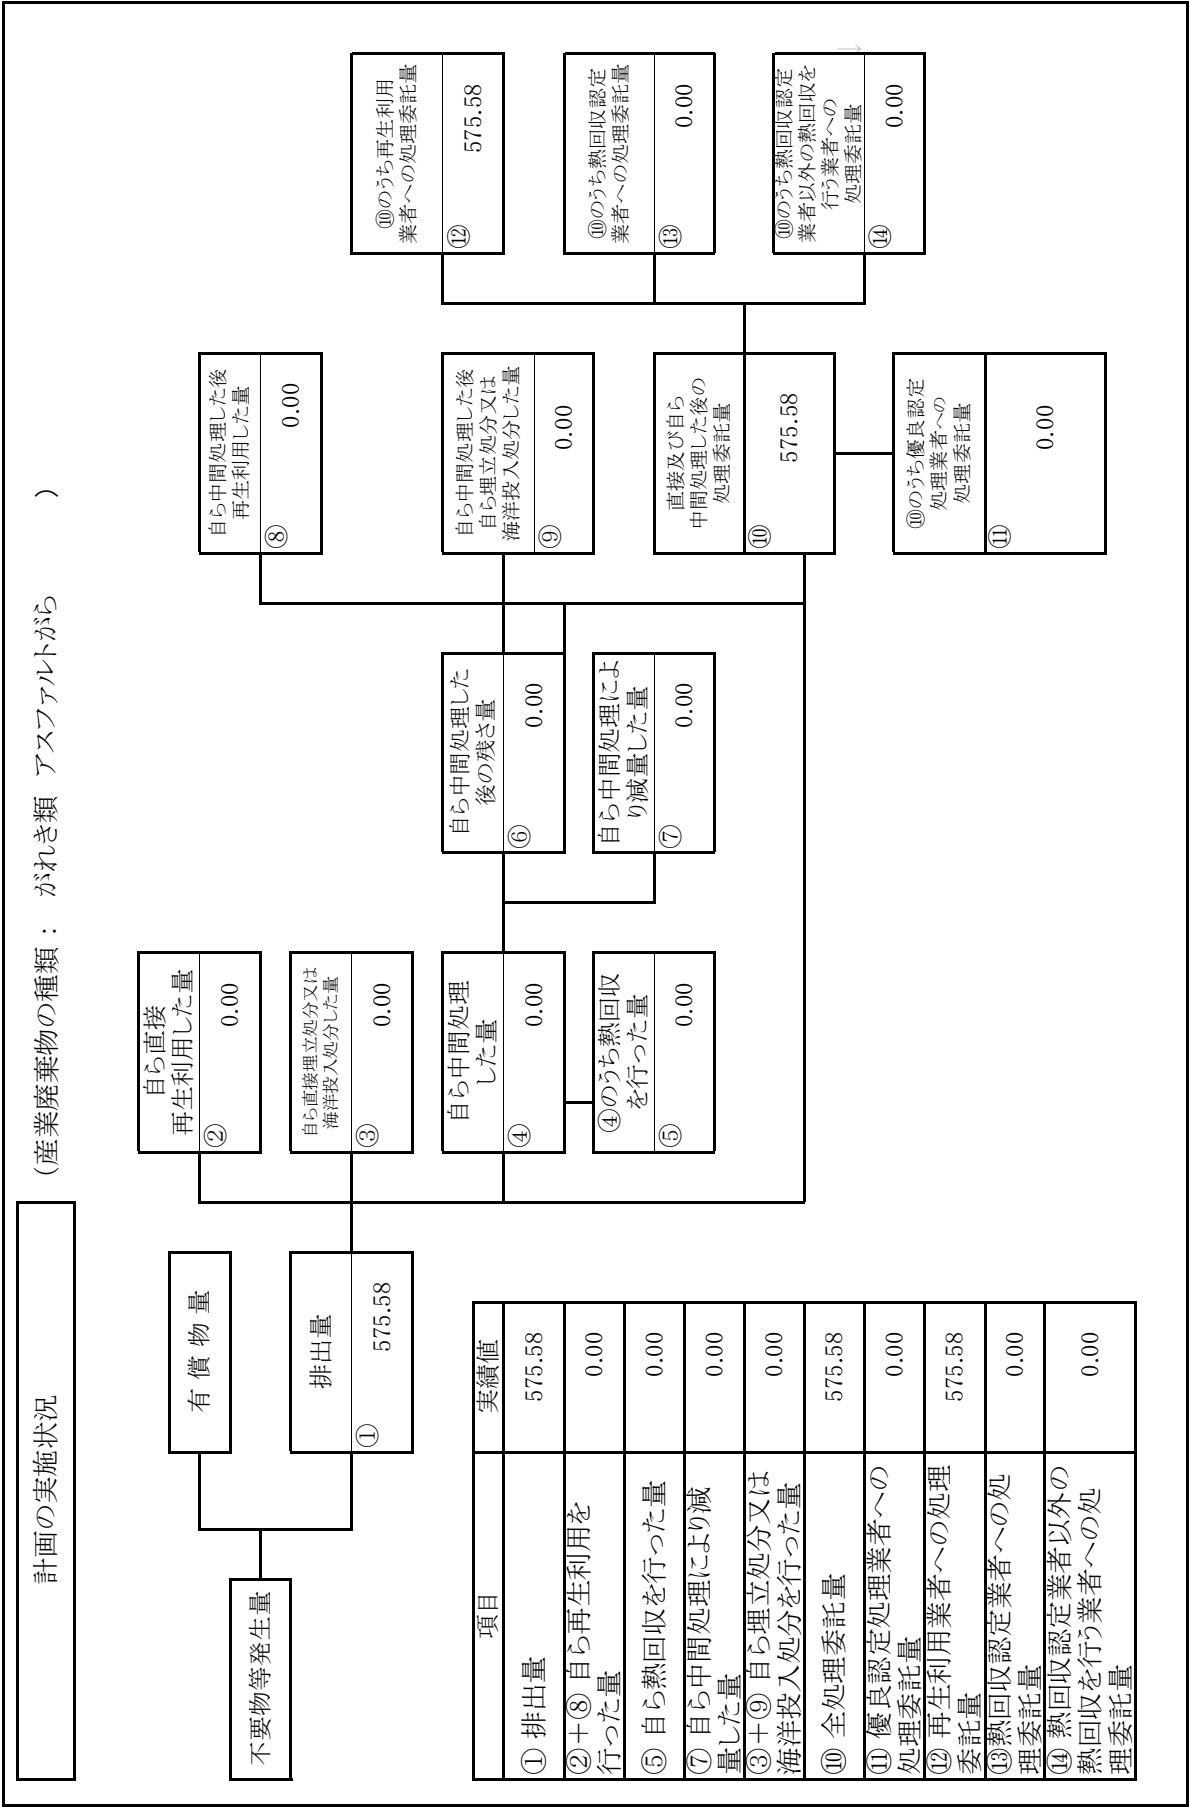 計画の実施状況
(産業廃棄物の種類： がれき類 アスファルトがら )
不要物等発生量
有 償 物 量
排出量
①
575.58
自ら直接
再生利用した量
②
0.00
自ら直接埋立処分又は
海洋投入処分した量
③
0.00
自ら中間処理
した量
④
0.00
④のうち熱回収
を行った量
⑤
0.00
自ら中間処理した
後の残さ量
⑥
0.00
自ら中間処理によ
り減量した量
⑦
0.00
自ら中間処理した後
再生利用した量
⑧
0.00
自ら中間処理した後
自ら埋立処分又は
海洋投入処分した量
⑨
0.00
直接及び自ら
中間処理した後の
処理委託量
⑩
575.58
⑩のうち優良認定
処理業者への
処理委託量
⑪
0.00
⑩のうち再生利用
業者への処理委託量
⑫
575.58
⑩のうち熱回収認定
業者への処理委託量
⑬
0.00
⑩のうち熱回収認定
業者以外の熱回収を
行う業者への
処理委託量
⑭
0.00
項目 実績値
① 排出量 575.58
②＋⑧ 自ら再生利用を
行った量
0.00
⑤ 自ら熱回収を行った量 0.00
⑦ 自ら中間処理により減
量した量
0.00
③＋⑨ 自ら埋立処分又は
海洋投入処分を行った量
0.00
⑩ 全処理委託量 575.58
⑪ 優良認定処理業者への
処理委託量
0.00
⑫ 再生利用業者への処理
委託量
575.58
⑬熱回収認定業者への処
理委託量
0.00
⑭ 熱回収認定業者以外の
熱回収を行う業者への処
理委託量
0.00